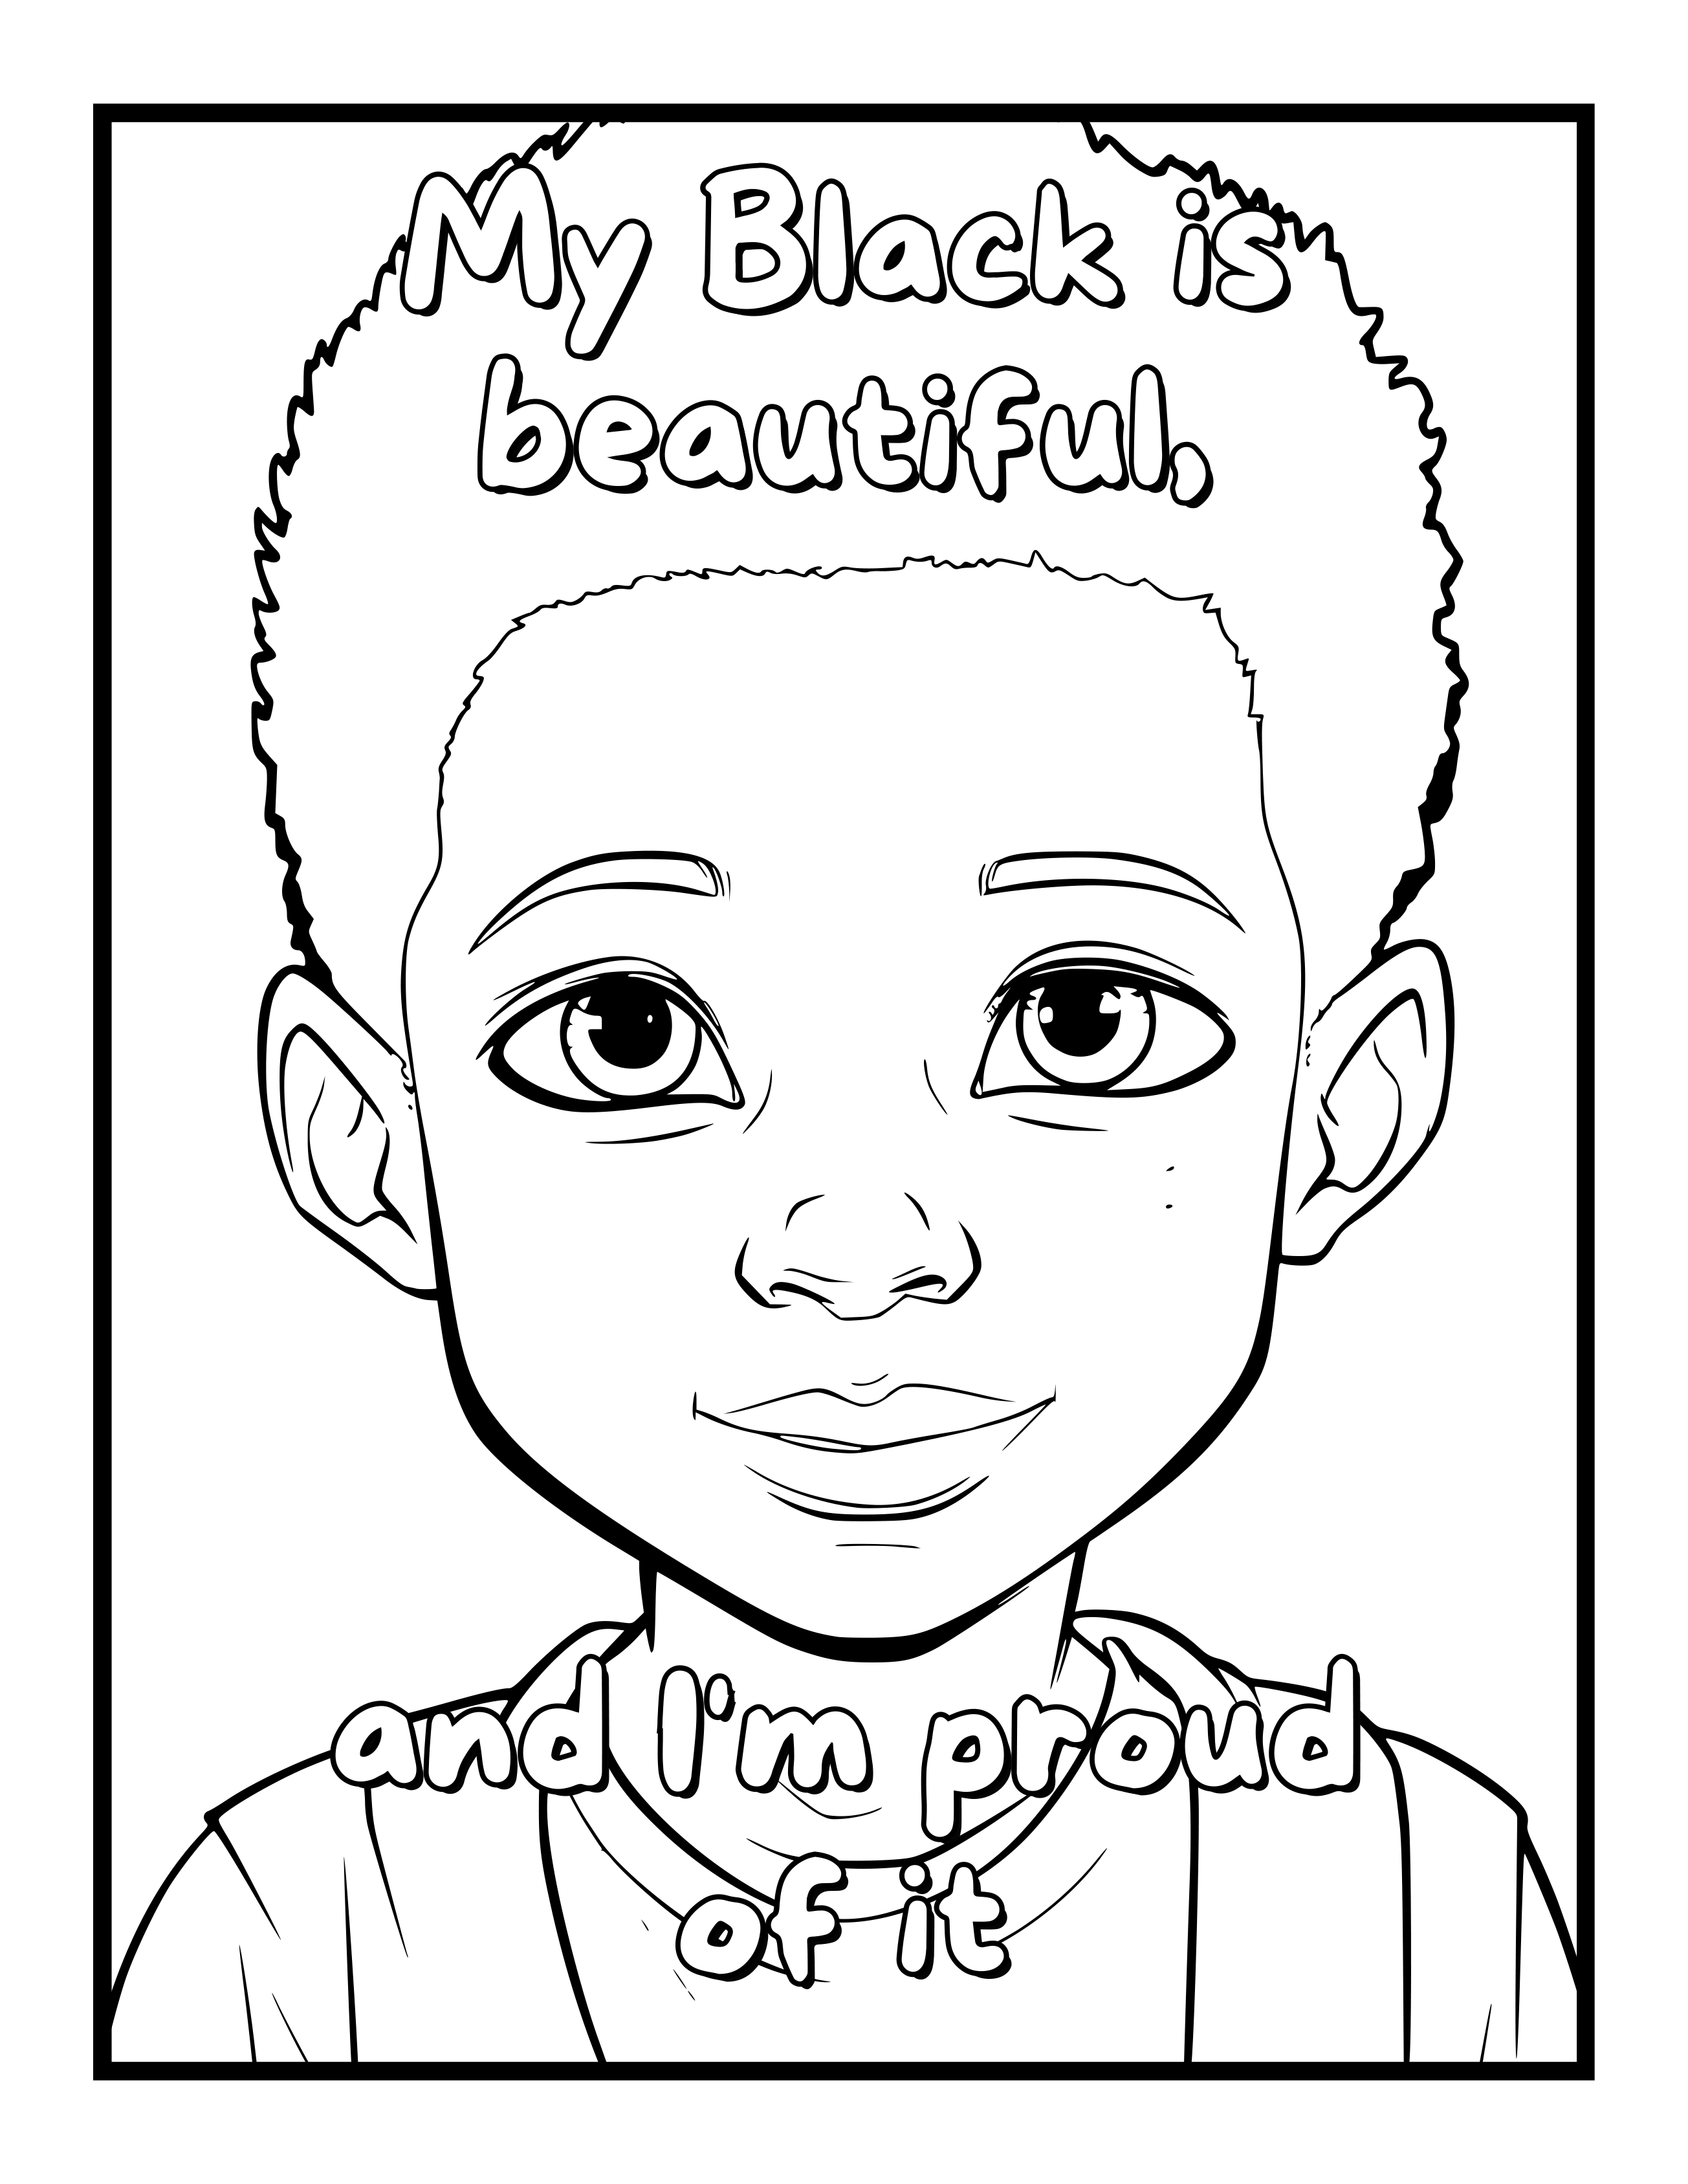 My Black is
beautiful,
and I'm proud
of it